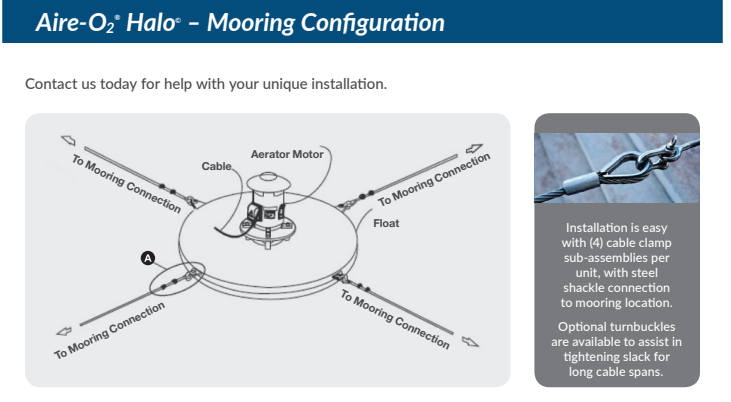 Aire-O2® Halo© – Mooring Configuration
Contact us today for help with your unique installation.
Aerator Motor
Cable
To Mooring Connection
To Mooring Connection
Float
A
To Mooring Connection
To Mooring Connection
Installation is easy
with (4) cable clamp
sub-assemblies per
unit, with steel
shackle connection
to mooring location.
Optional turnbuckles
are available to assist in
tightening slack for
long cable spans.